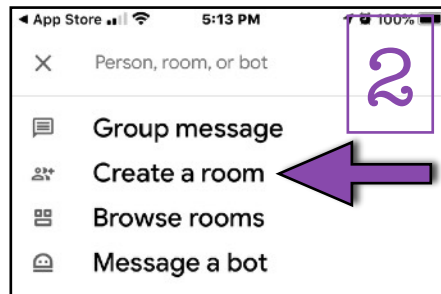 App Store 5:13 PM 100%
Person, room, or bot
2
Group message
Create a room
Browse rooms
Message a bot